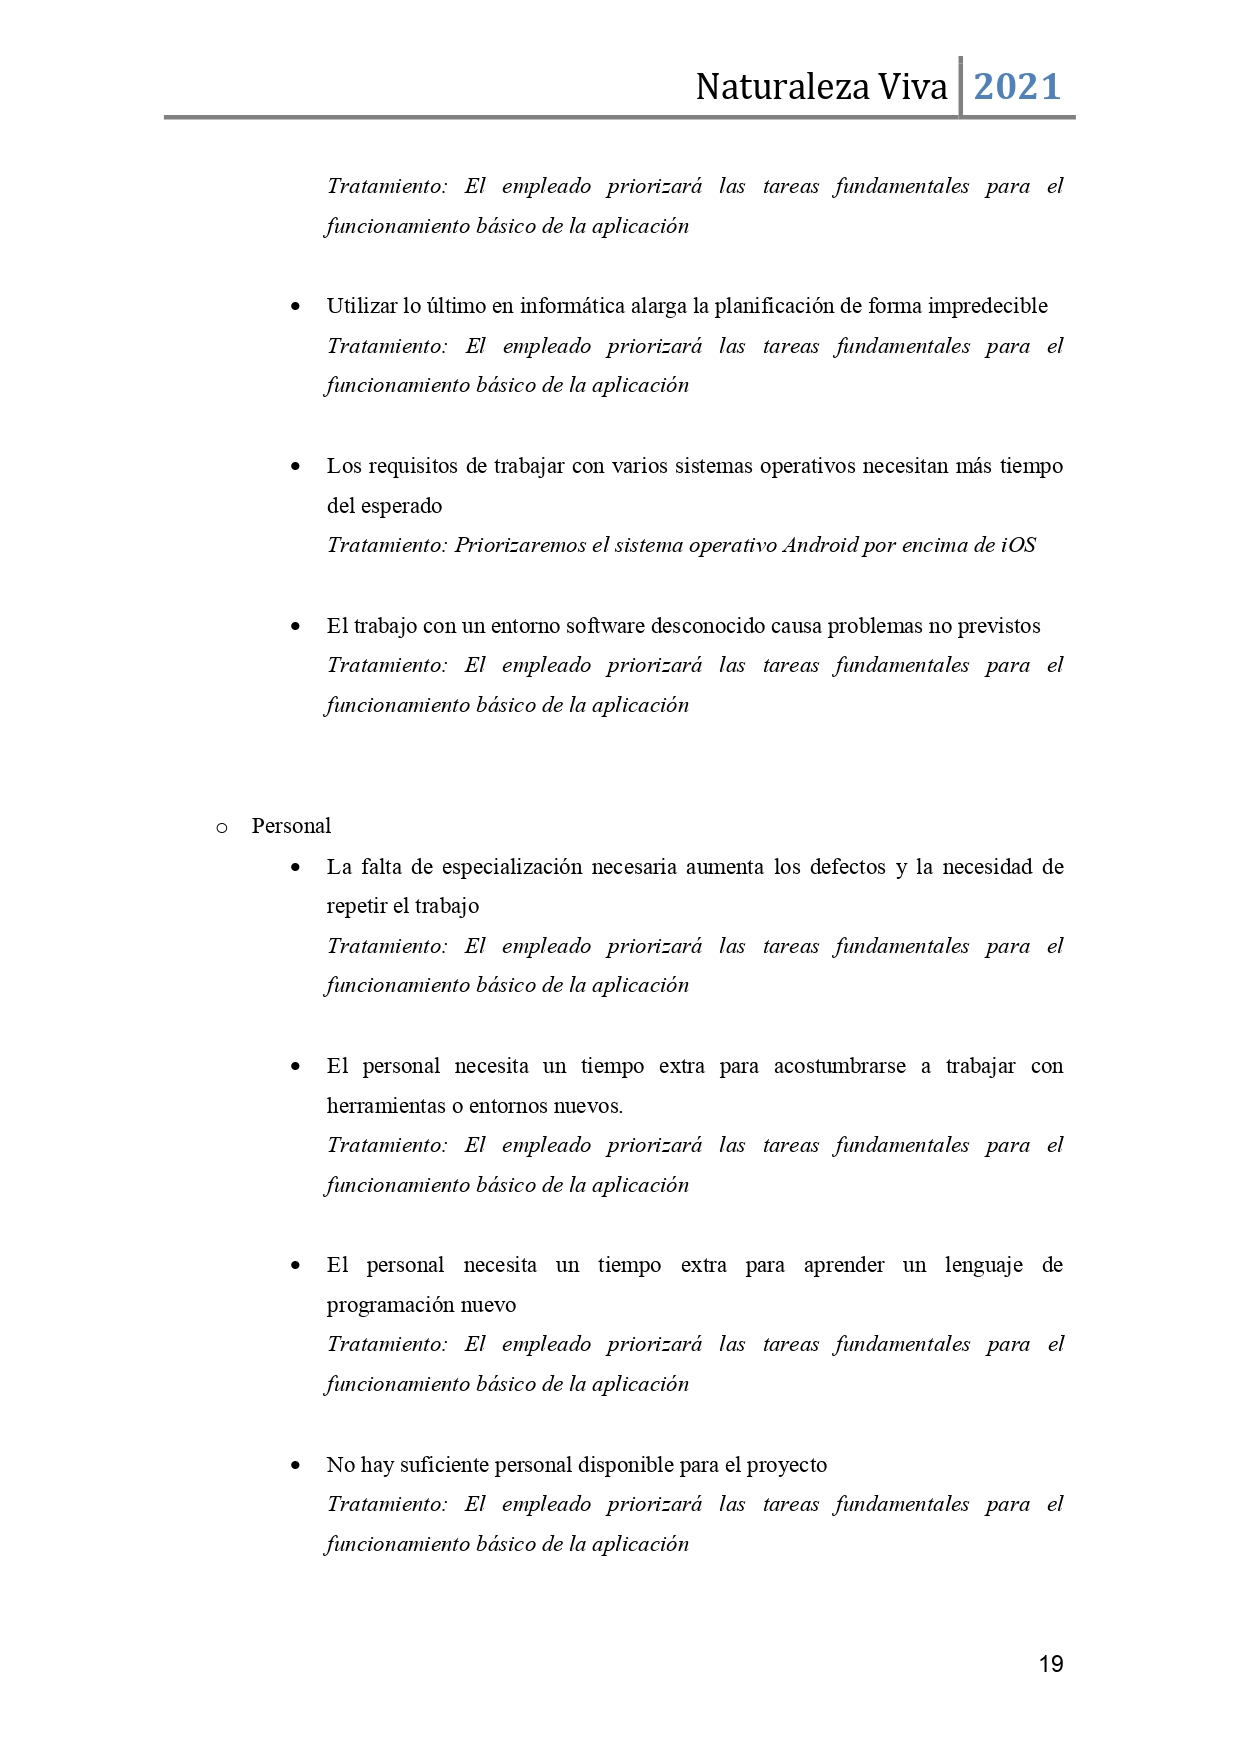 Naturaleza Viva 2021
Tratamiento: El empleado priorizará las tareas fundamentales para el
funcionamiento básico de la aplicación
• Utilizar lo último en informática alarga la planificación de forma impredecible
Tratamiento: El empleado priorizará las tareas fundamentales para el
funcionamiento básico de la aplicación
• Los requisitos de trabajar con varios sistemas operativos necesitan más tiempo
del esperado
Tratamiento: Priorizaremos el sistema operativo Android por encima de iOS
• El trabajo con un entorno software desconocido causa problemas no previstos
Tratamiento: El empleado priorizará las tareas fundamentales para el
funcionamiento básico de la aplicación
o Personal
• La falta de especialización necesaria aumenta los defectos y la necesidad de
repetir el trabajo
Tratamiento: El empleado priorizará las tareas fundamentales para el
funcionamiento básico de la aplicación
• El personal necesita un tiempo extra para acostumbrarse a trabajar con
herramientas o entornos nuevos.
Tratamiento: El empleado priorizará las tareas fundamentales para el
funcionamiento básico de la aplicación
• El personal necesita un tiempo extra para aprender un lenguaje de
programación nuevo
Tratamiento: El empleado priorizará las tareas fundamentales para el
funcionamiento básico de la aplicación
• No hay suficiente personal disponible para el proyecto
Tratamiento: El empleado priorizará las tareas fundamentales para el
funcionamiento básico de la aplicación
19